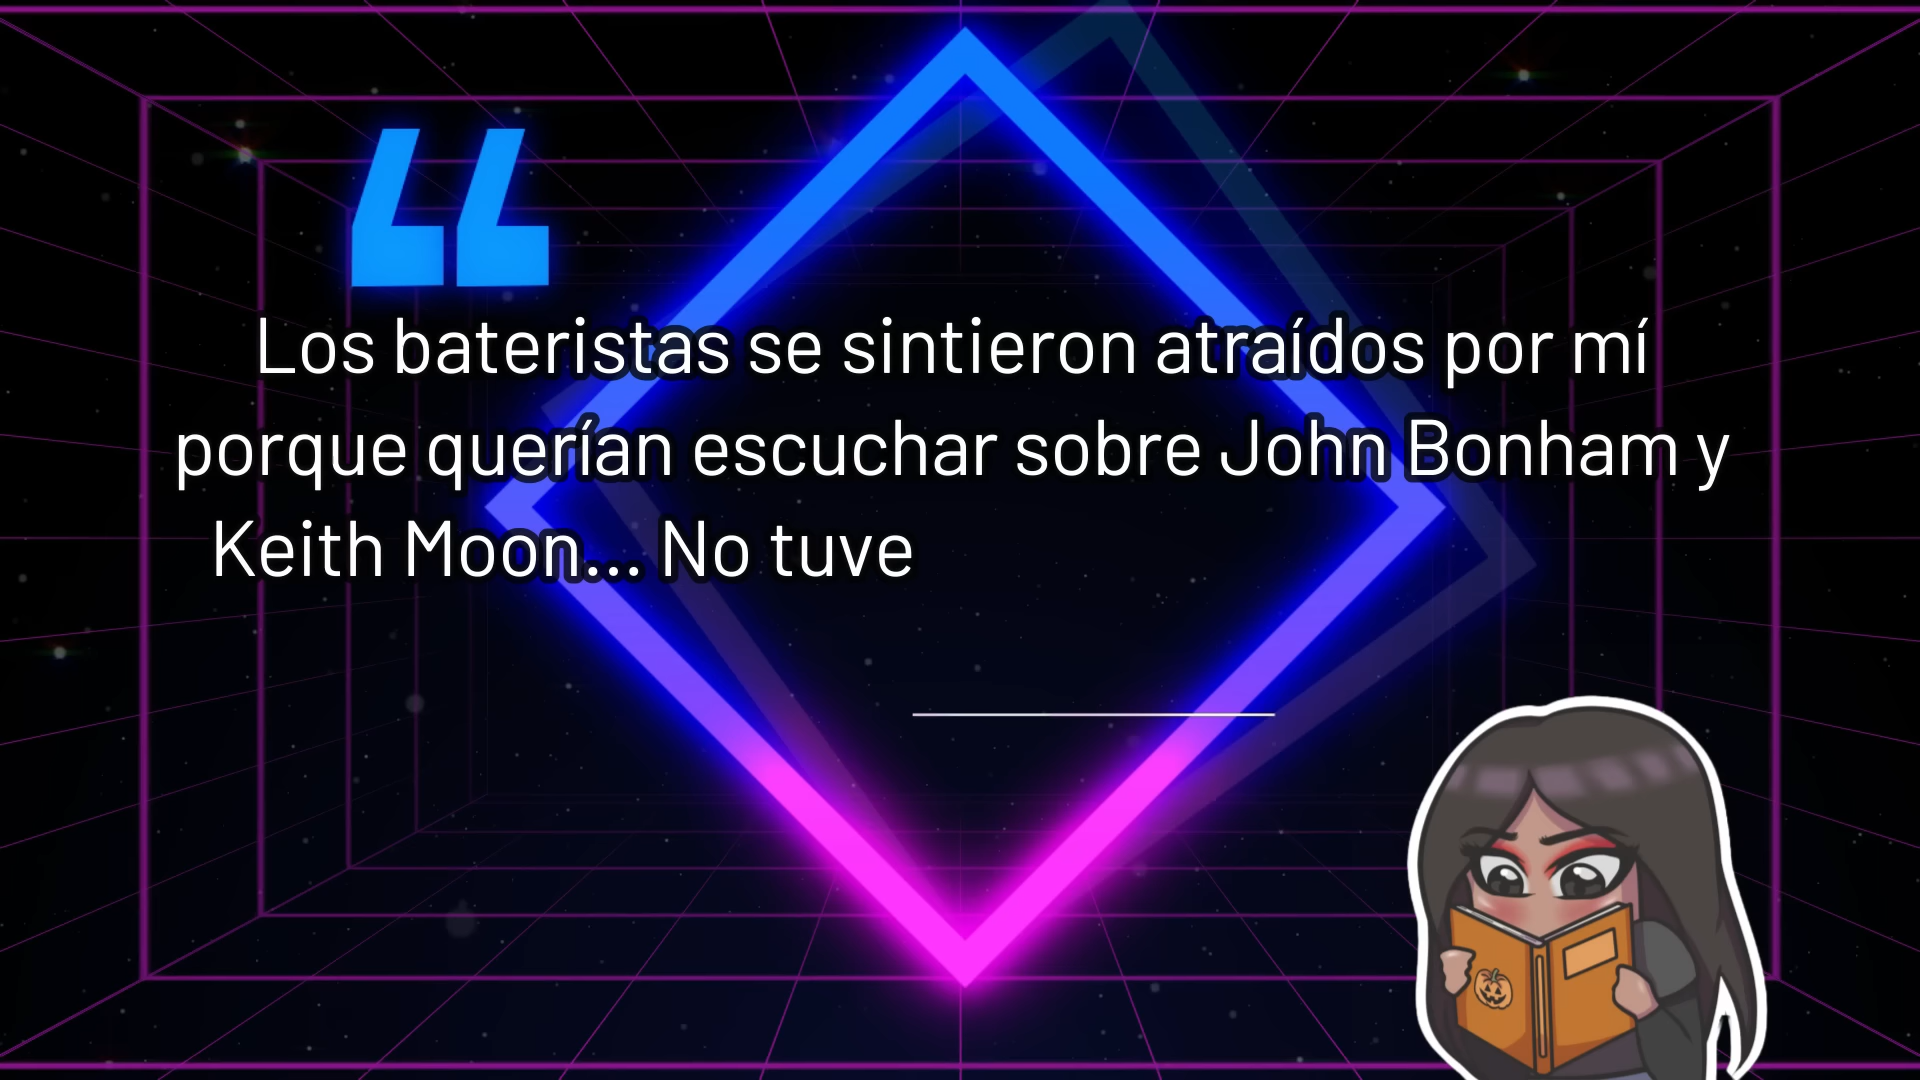 “
Los bateristas se sintieron atraídos por mí
porque querían escuchar sobre John Bonham y
Keith Moon... No tuve